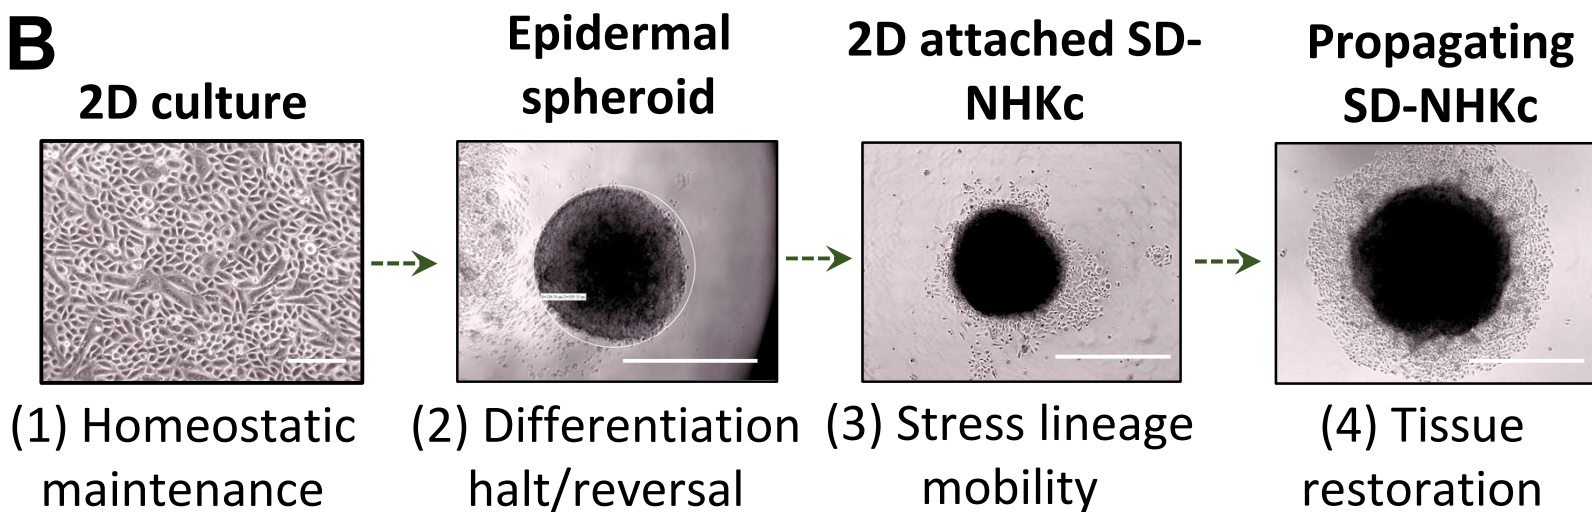 B
2D culture
Epidermal
spheroid
2D attached SD-
NHKc
Propagating
SD-NHKc
(1) Homeostatic
maintenance
(2) Differentiation
halt/reversal
(3) Stress lineage
mobility
(4) Tissue
restoration